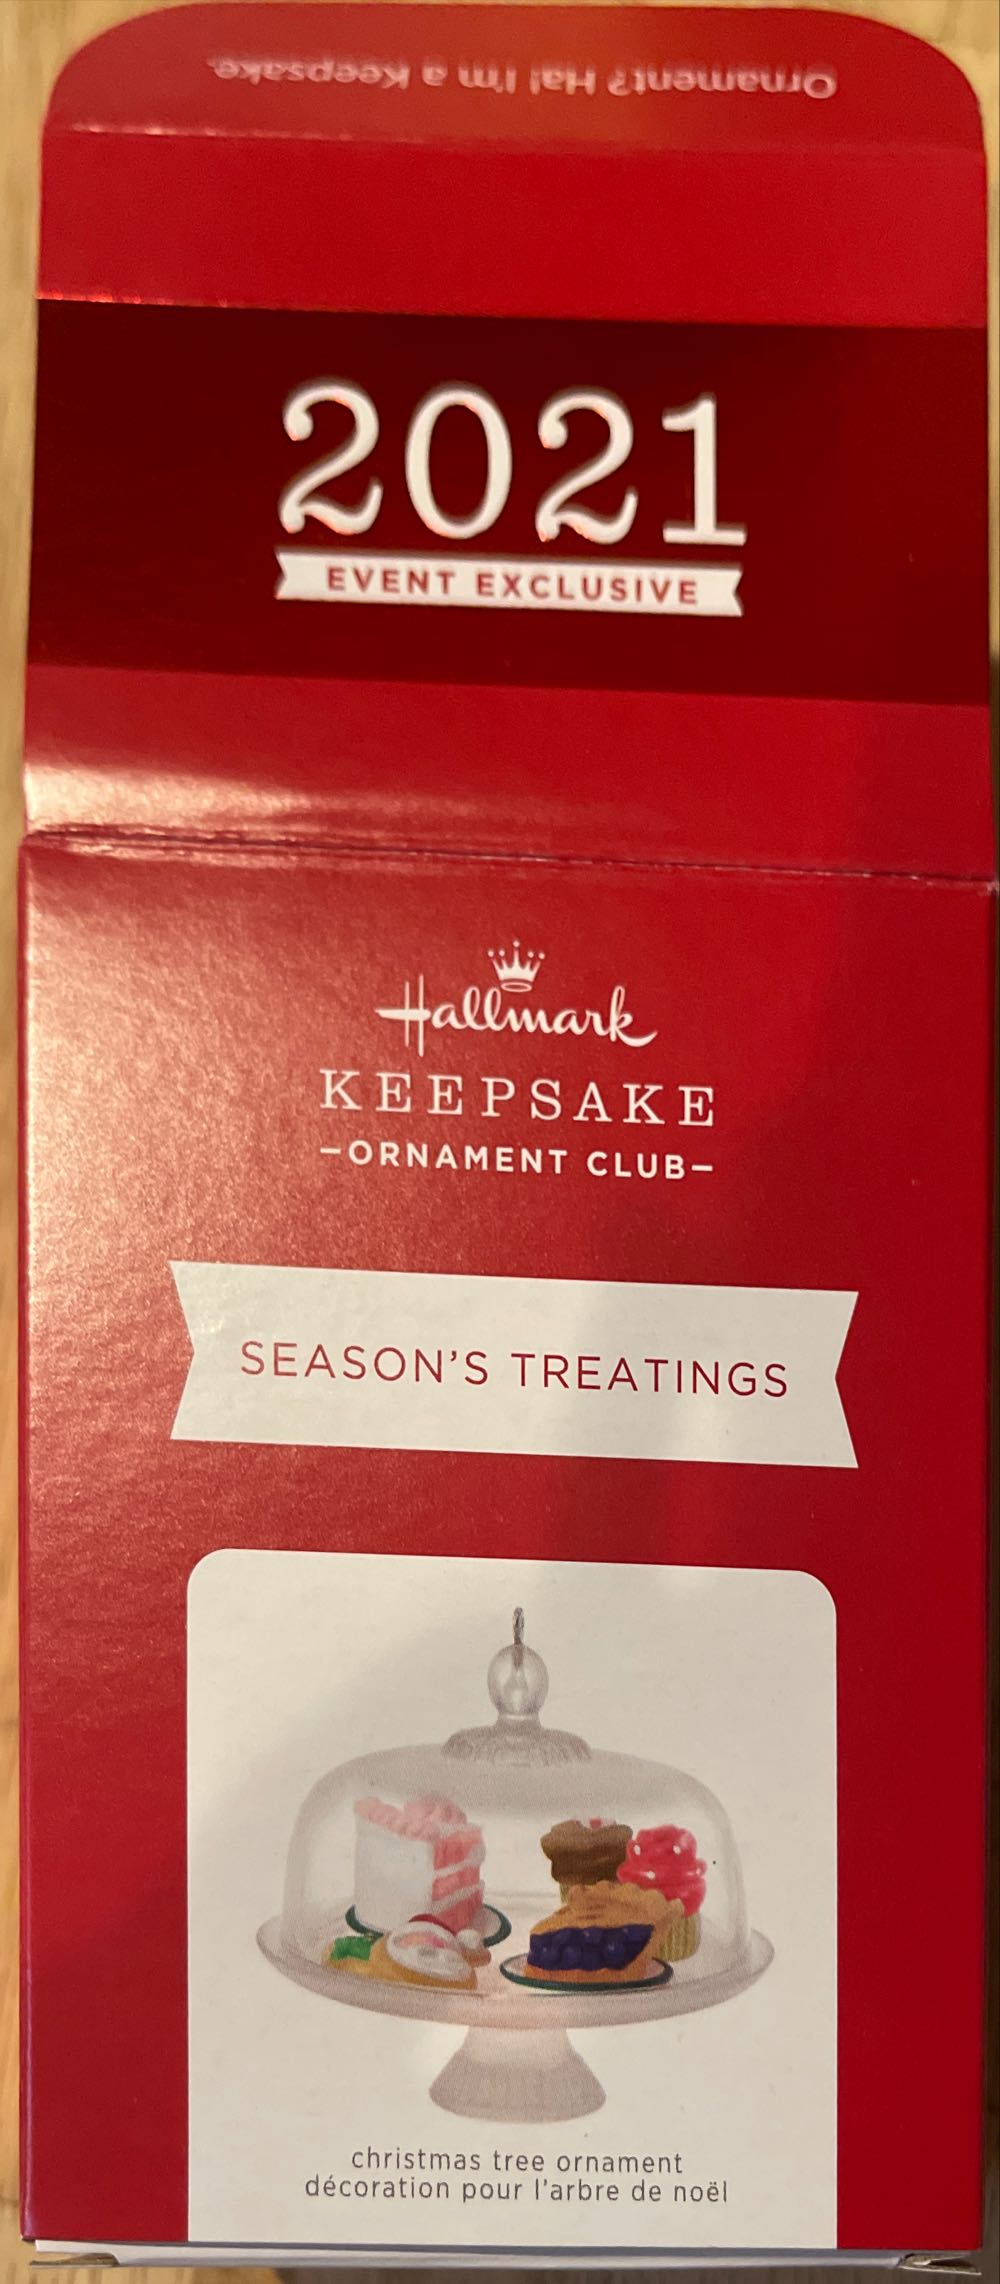 Ornament? Ha! I'm a Keepsake.
2021
EVENT EXCLUSIVE
Hallmark
KEEPSAKE
–ORNAMENT CLUB–
SEASON'S TREATINGS
christmas tree ornament
décoration pour l'arbre de noël